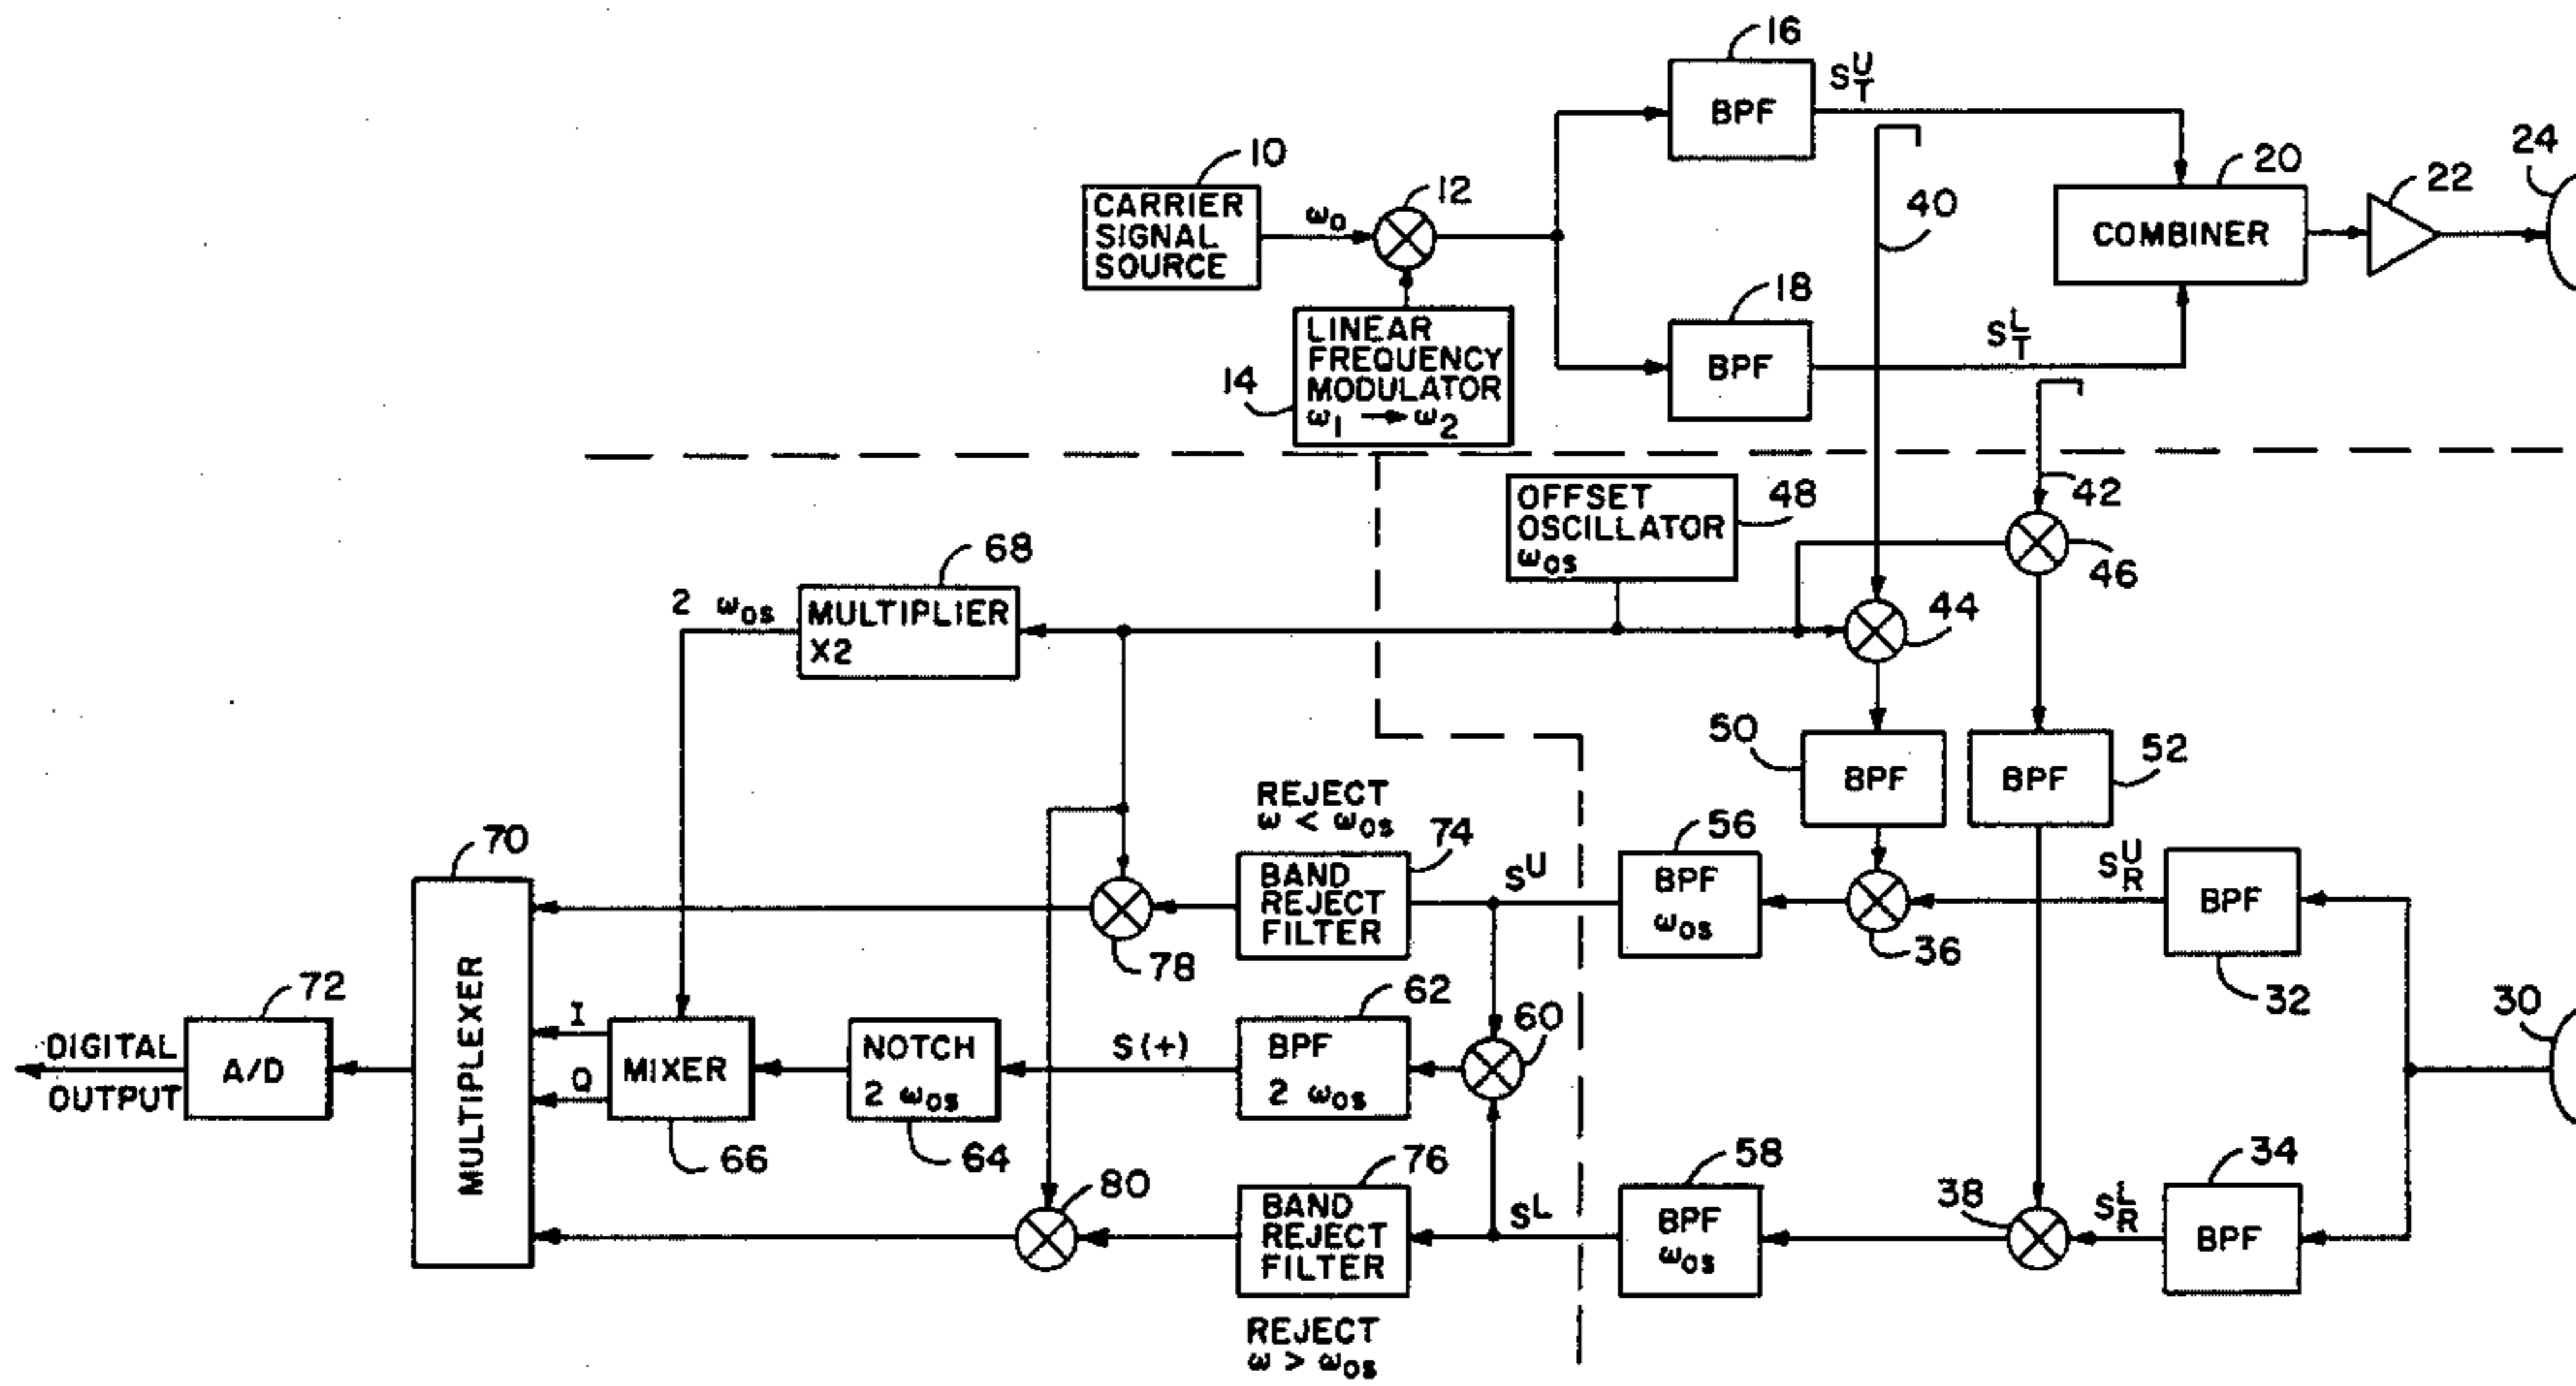 16
BPF
S_T^U
10
CARRIER
SIGNAL
SOURCE
ω₀
12
40
20
COMBINER
22
24
14
LINEAR
FREQUENCY
MODULATOR
ω₁ → ω₂
18
BPF
S_T^L
42
OFFSET
OSCILLATOR
ωos
48
46
68
2 ωos
MULTIPLIER
X2
44
50
BPF
BPF
52
REJECT
ω < ωos
74
BAND
REJECT
FILTER
S^U
56
BPF
ωos
36
S_R^U
BPF
32
70
MULTIPLEXER
78
72
DIGITAL
OUTPUT
A/D
I
Q
MIXER
66
NOTCH
2 ωos
64
S(+)
62
BPF
2 ωos
60
30
80
76
BAND
REJECT
FILTER
REJECT
ω > ωos
S^L
58
BPF
ωos
38
S_R^L
34
BPF